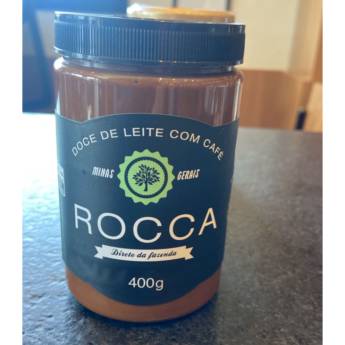 DOCE DE LEITE COM CAFÉ
MINAS GERAIS
ROCCA
Direto da fazenda
400g